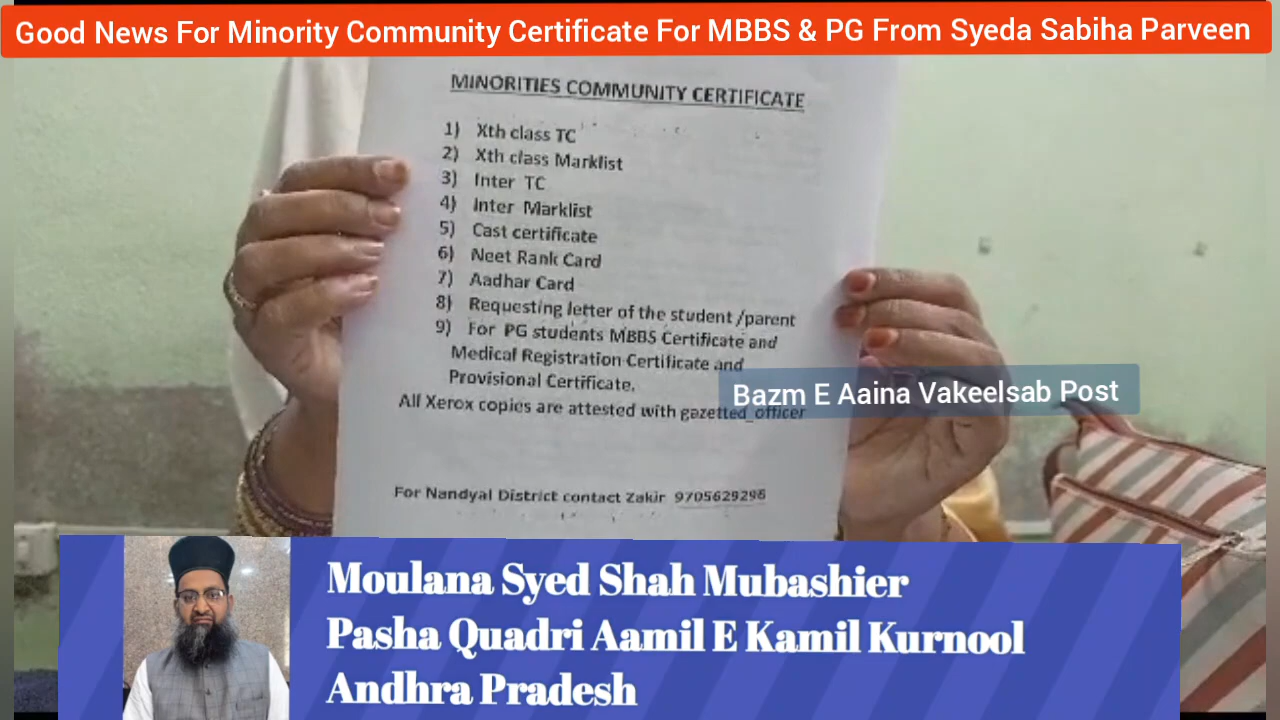 Good News For Minority Community Certificate For MBBS & PG From Syeda Sabiha Parveen
MINORITIES COMMUNITY CERTIFICATE
1) Xth class TC
2) Xth class Marklist
3) Inter TC
4) Inter Marklist
5) Cast certificate
6) Neet Rank Card
7) Aadhar Card
8) Requesting letter of the student /parent
9) For PG students MBBS Certificate and
Medical Registration Certificate and
Provisional Certificate.
Bazm E Aaina Vakeelsab Post
All Xerox copies are attested with gazetted officer
For Nandyal District contact Zakir 9705629298
Moulana Syed Shah Mubashier
Pasha Quadri Aamil E Kamil Kurnool
Andhra Pradesh